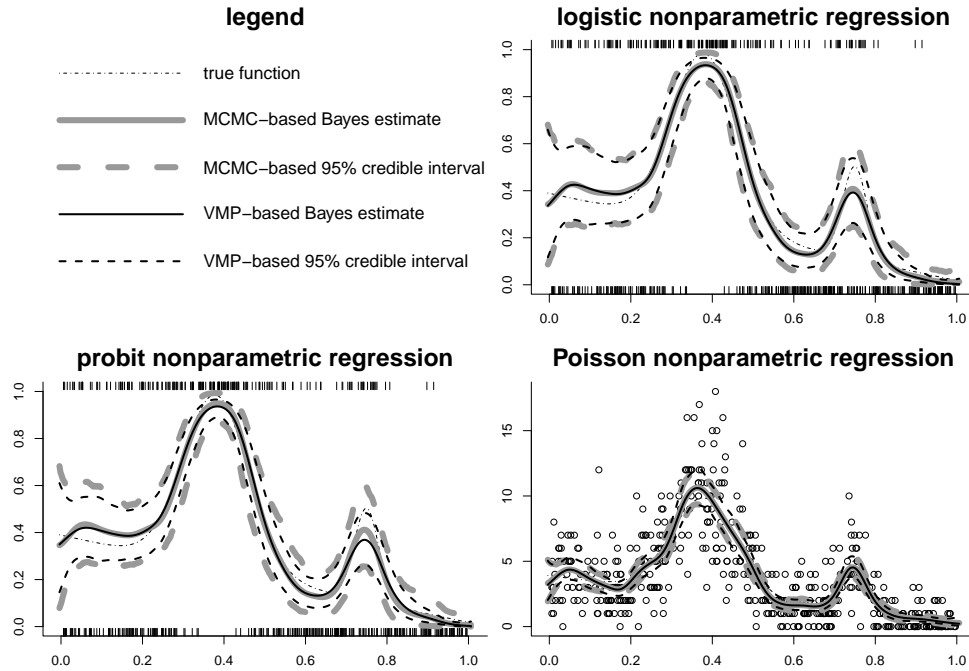 legend
true function
MCMC−based Bayes estimate
MCMC−based 95% credible interval
VMP−based Bayes estimate
VMP−based 95% credible interval
logistic nonparametric regression
1.0
0.8
0.6
0.4
0.2
0.0
0.0 0.2 0.4 0.6 0.8 1.0
probit nonparametric regression
1.0
0.8
0.6
0.4
0.2
0.0
0.0 0.2 0.4 0.6 0.8 1.0
Poisson nonparametric regression
15
10
5
0
0.0 0.2 0.4 0.6 0.8 1.0